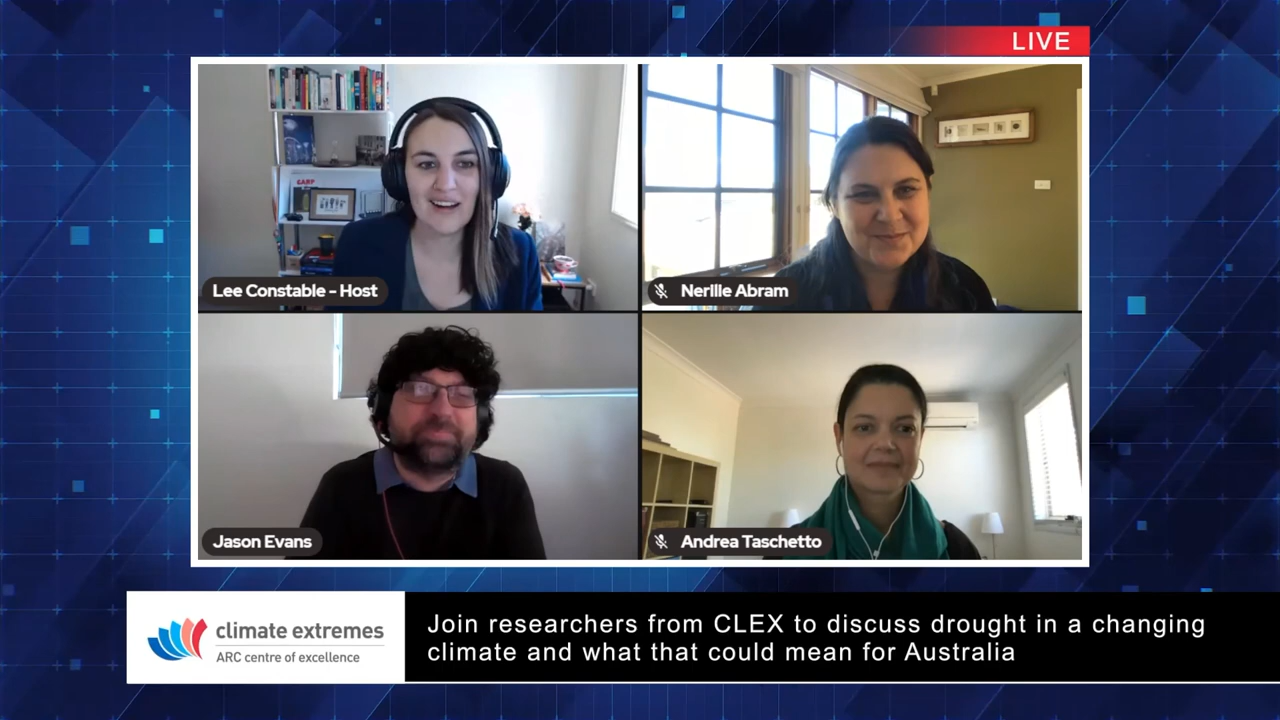 LIVE
CARP
Lee Constable - Host
Nerilie Abram
Jason Evans
Andrea Taschetto
climate extremes
ARC centre of excellence
Join researchers from CLEX to discuss drought in a changing
climate and what that could mean for Australia